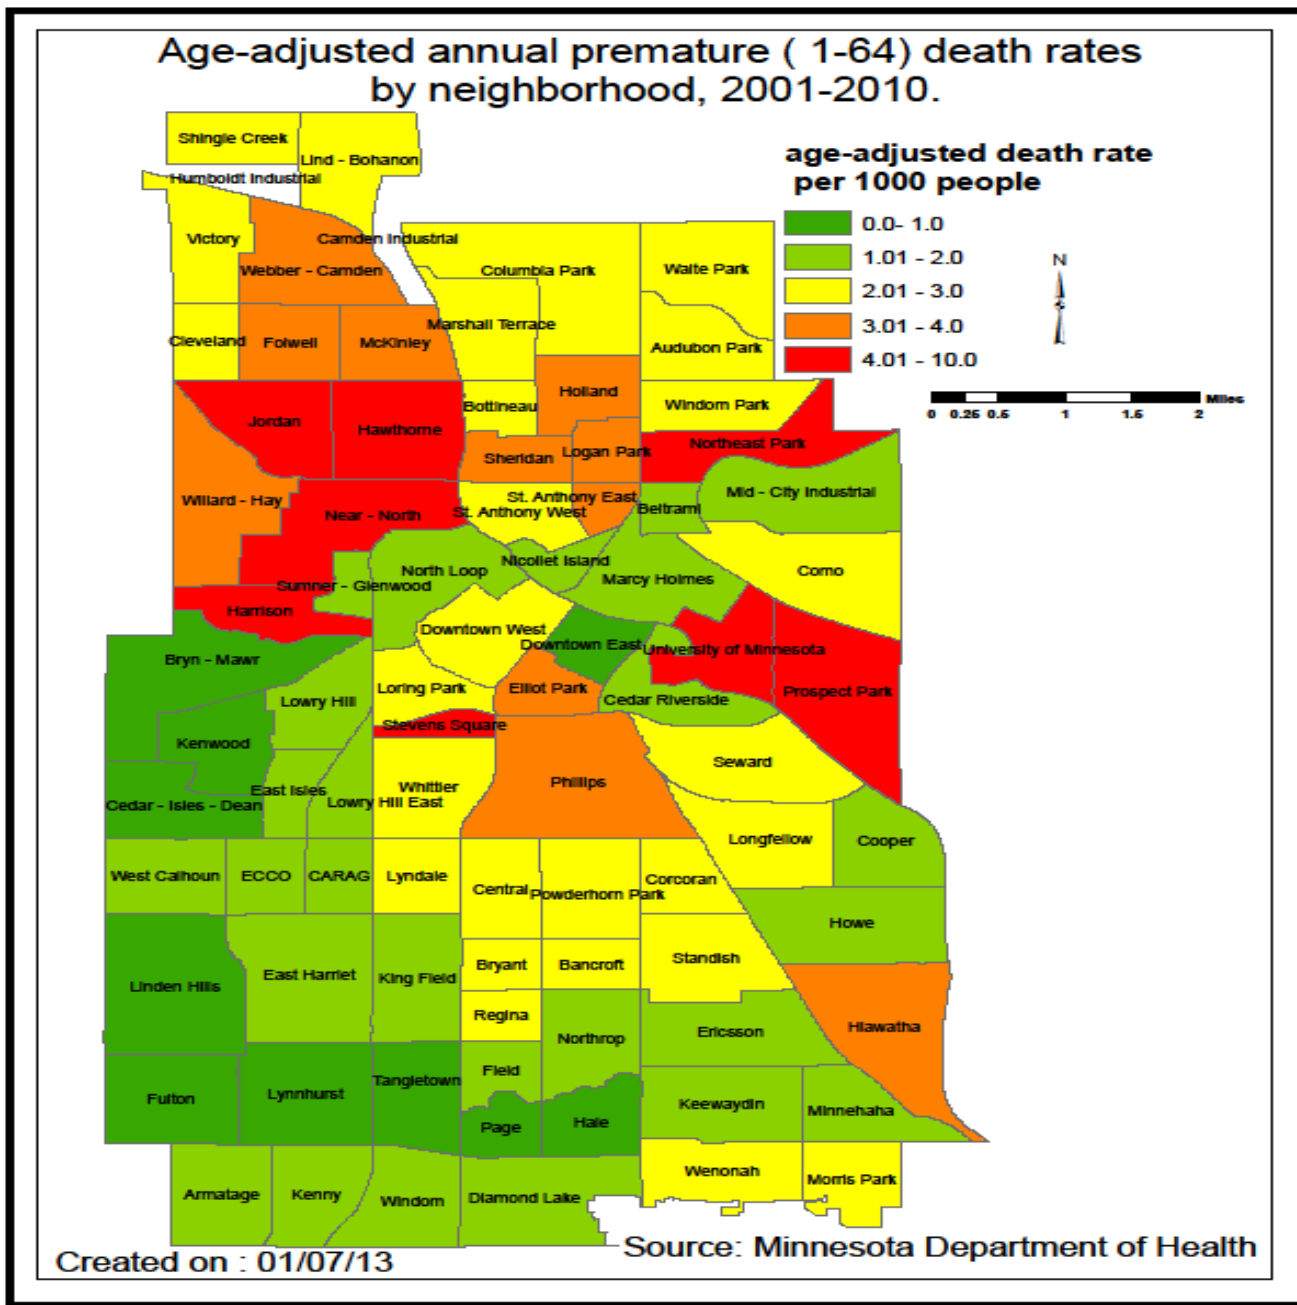 Age-adjusted annual premature ( 1-64) death rates
by neighborhood, 2001-2010.
age-adjusted death rate
per 1000 people
0.0- 1.0
1.01 - 2.0
2.01 - 3.0
3.01 - 4.0
4.01 - 10.0
N
Miles
0 0.25 0.5 1 1.5 2
Shingle Creek
Lind - Bohanon
Humboldt Industrial
Victory
Camden Industrial
Webber - Camden
Columbia Park
Waite Park
Cleveland
Folwell
McKinley
Marshall Terrace
Audubon Park
Holland
Bottineau
Windom Park
Jordan
Hawthorne
Northeast Park
Sheridan
Logan Park
Willard - Hay
Near - North
St. Anthony East
St. Anthony West
Beltrami
Mid - City Industrial
Nicollet Island
North Loop
Marcy Holmes
Como
Sumner - Glenwood
Harrison
Downtown West
Downtown East
University of Minnesota
Bryn - Mawr
Lowry Hill
Loring Park
Elliot Park
Cedar Riverside
Prospect Park
Stevens Square
Kenwood
Seward
East Isles
Cedar - Isles - Dean
Lowry Hill East
Whittier
Phillips
Longfellow
Cooper
West Calhoun
ECCO
CARAG
Lyndale
Central
Powderhorn Park
Corcoran
Howe
Linden Hills
East Harriet
King Field
Bryant
Bancroft
Standish
Regina
Northrop
Ericsson
Hiawatha
Fulton
Lynnhurst
Tangletown
Field
Page
Hale
Keewaydin
Minnehaha
Armatage
Kenny
Windom
Diamond Lake
Wenonah
Morris Park
Created on : 01/07/13
Source: Minnesota Department of Health